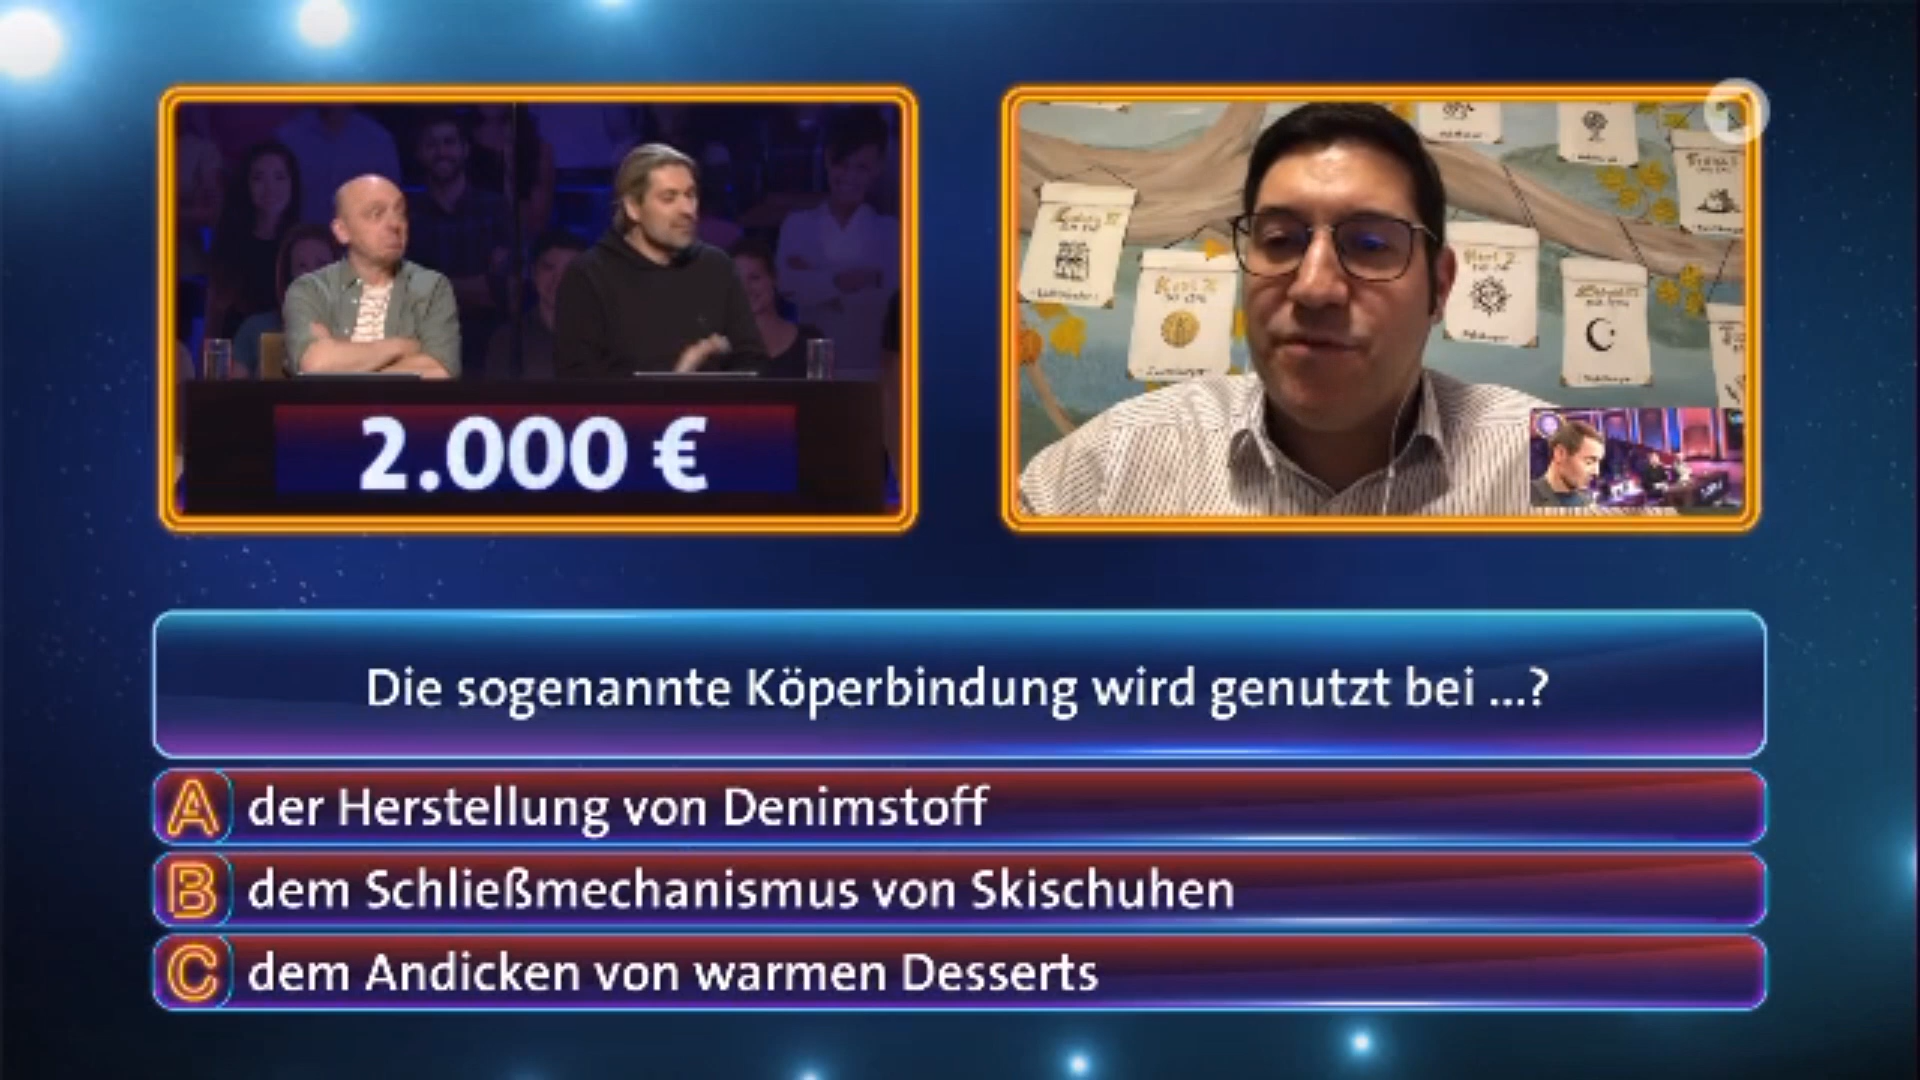 2.000 €
Die sogenannte Köperbindung wird genutzt bei ...?
A der Herstellung von Denimstoff
B dem Schließmechanismus von Skischuhen
C dem Andicken von warmen Desserts